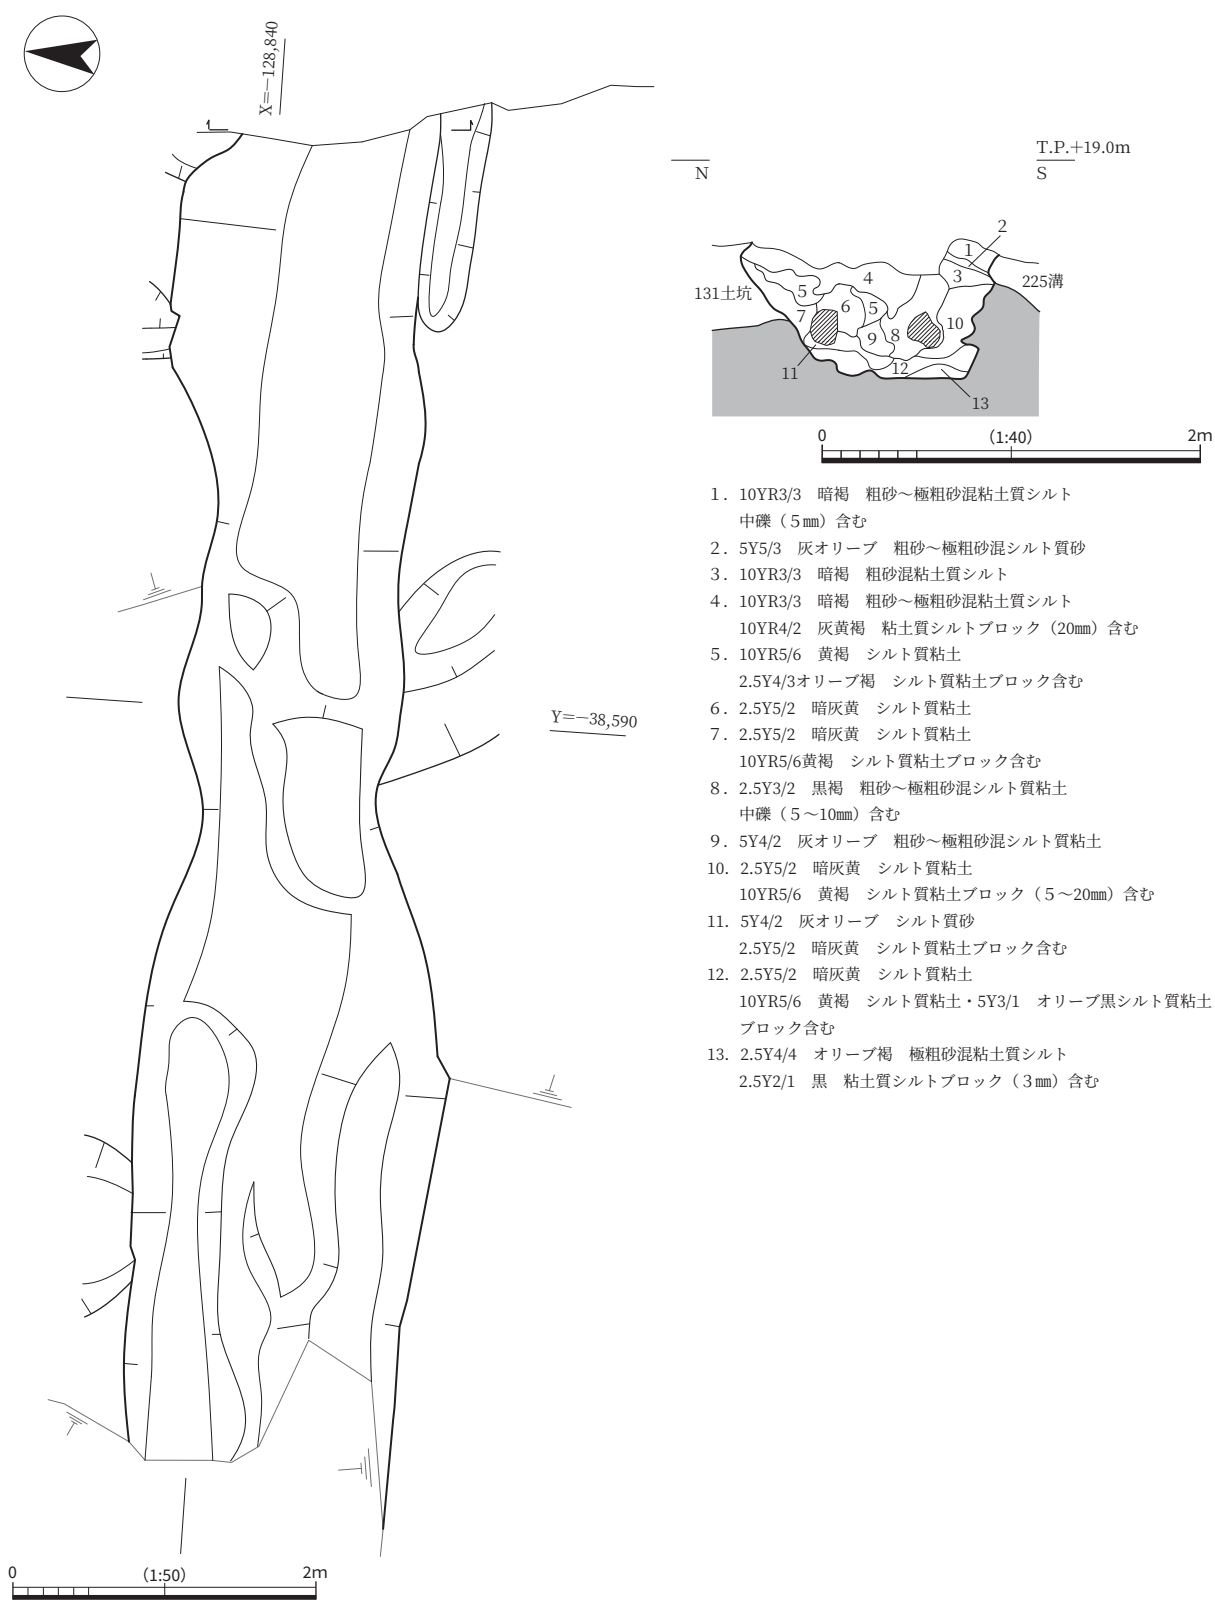 X=−128,840
T.P.+19.0m
N
S
2
1
3
4
5
6
5
7
8
9
10
11
12
13
131土坑
225溝
0 (1:40) 2m
1．10YR3/3　暗褐　粗砂～極粗砂混粘土質シルト
中礫（５㎜）含む
2．5Y5/3　灰オリーブ　粗砂～極粗砂混シルト質砂
3．10YR3/3　暗褐　粗砂混粘土質シルト
4．10YR3/3　暗褐　粗砂～極粗砂混粘土質シルト
10YR4/2　灰黄褐　粘土質シルトブロック（20㎜）含む
5．10YR5/6　黄褐　シルト質粘土
2.5Y4/3オリーブ褐　シルト質粘土ブロック含む
6．2.5Y5/2　暗灰黄　シルト質粘土
7．2.5Y5/2　暗灰黄　シルト質粘土
10YR5/6黄褐　シルト質粘土ブロック含む
8．2.5Y3/2　黒褐　粗砂～極粗砂混シルト質粘土
中礫（５～10㎜）含む
9．5Y4/2　灰オリーブ　粗砂～極粗砂混シルト質粘土
10．2.5Y5/2　暗灰黄　シルト質粘土
10YR5/6　黄褐　シルト質粘土ブロック（５～20㎜）含む
11．5Y4/2　灰オリーブ　シルト質砂
2.5Y5/2　暗灰黄　シルト質粘土ブロック含む
12．2.5Y5/2　暗灰黄　シルト質粘土
10YR5/6　黄褐　シルト質粘土・5Y3/1　オリーブ黒シルト質粘土
ブロック含む
13．2.5Y4/4　オリーブ褐　極粗砂混粘土質シルト
2.5Y2/1　黒　粘土質シルトブロック（３㎜）含む
Y=−38,590
0 (1:50) 2m